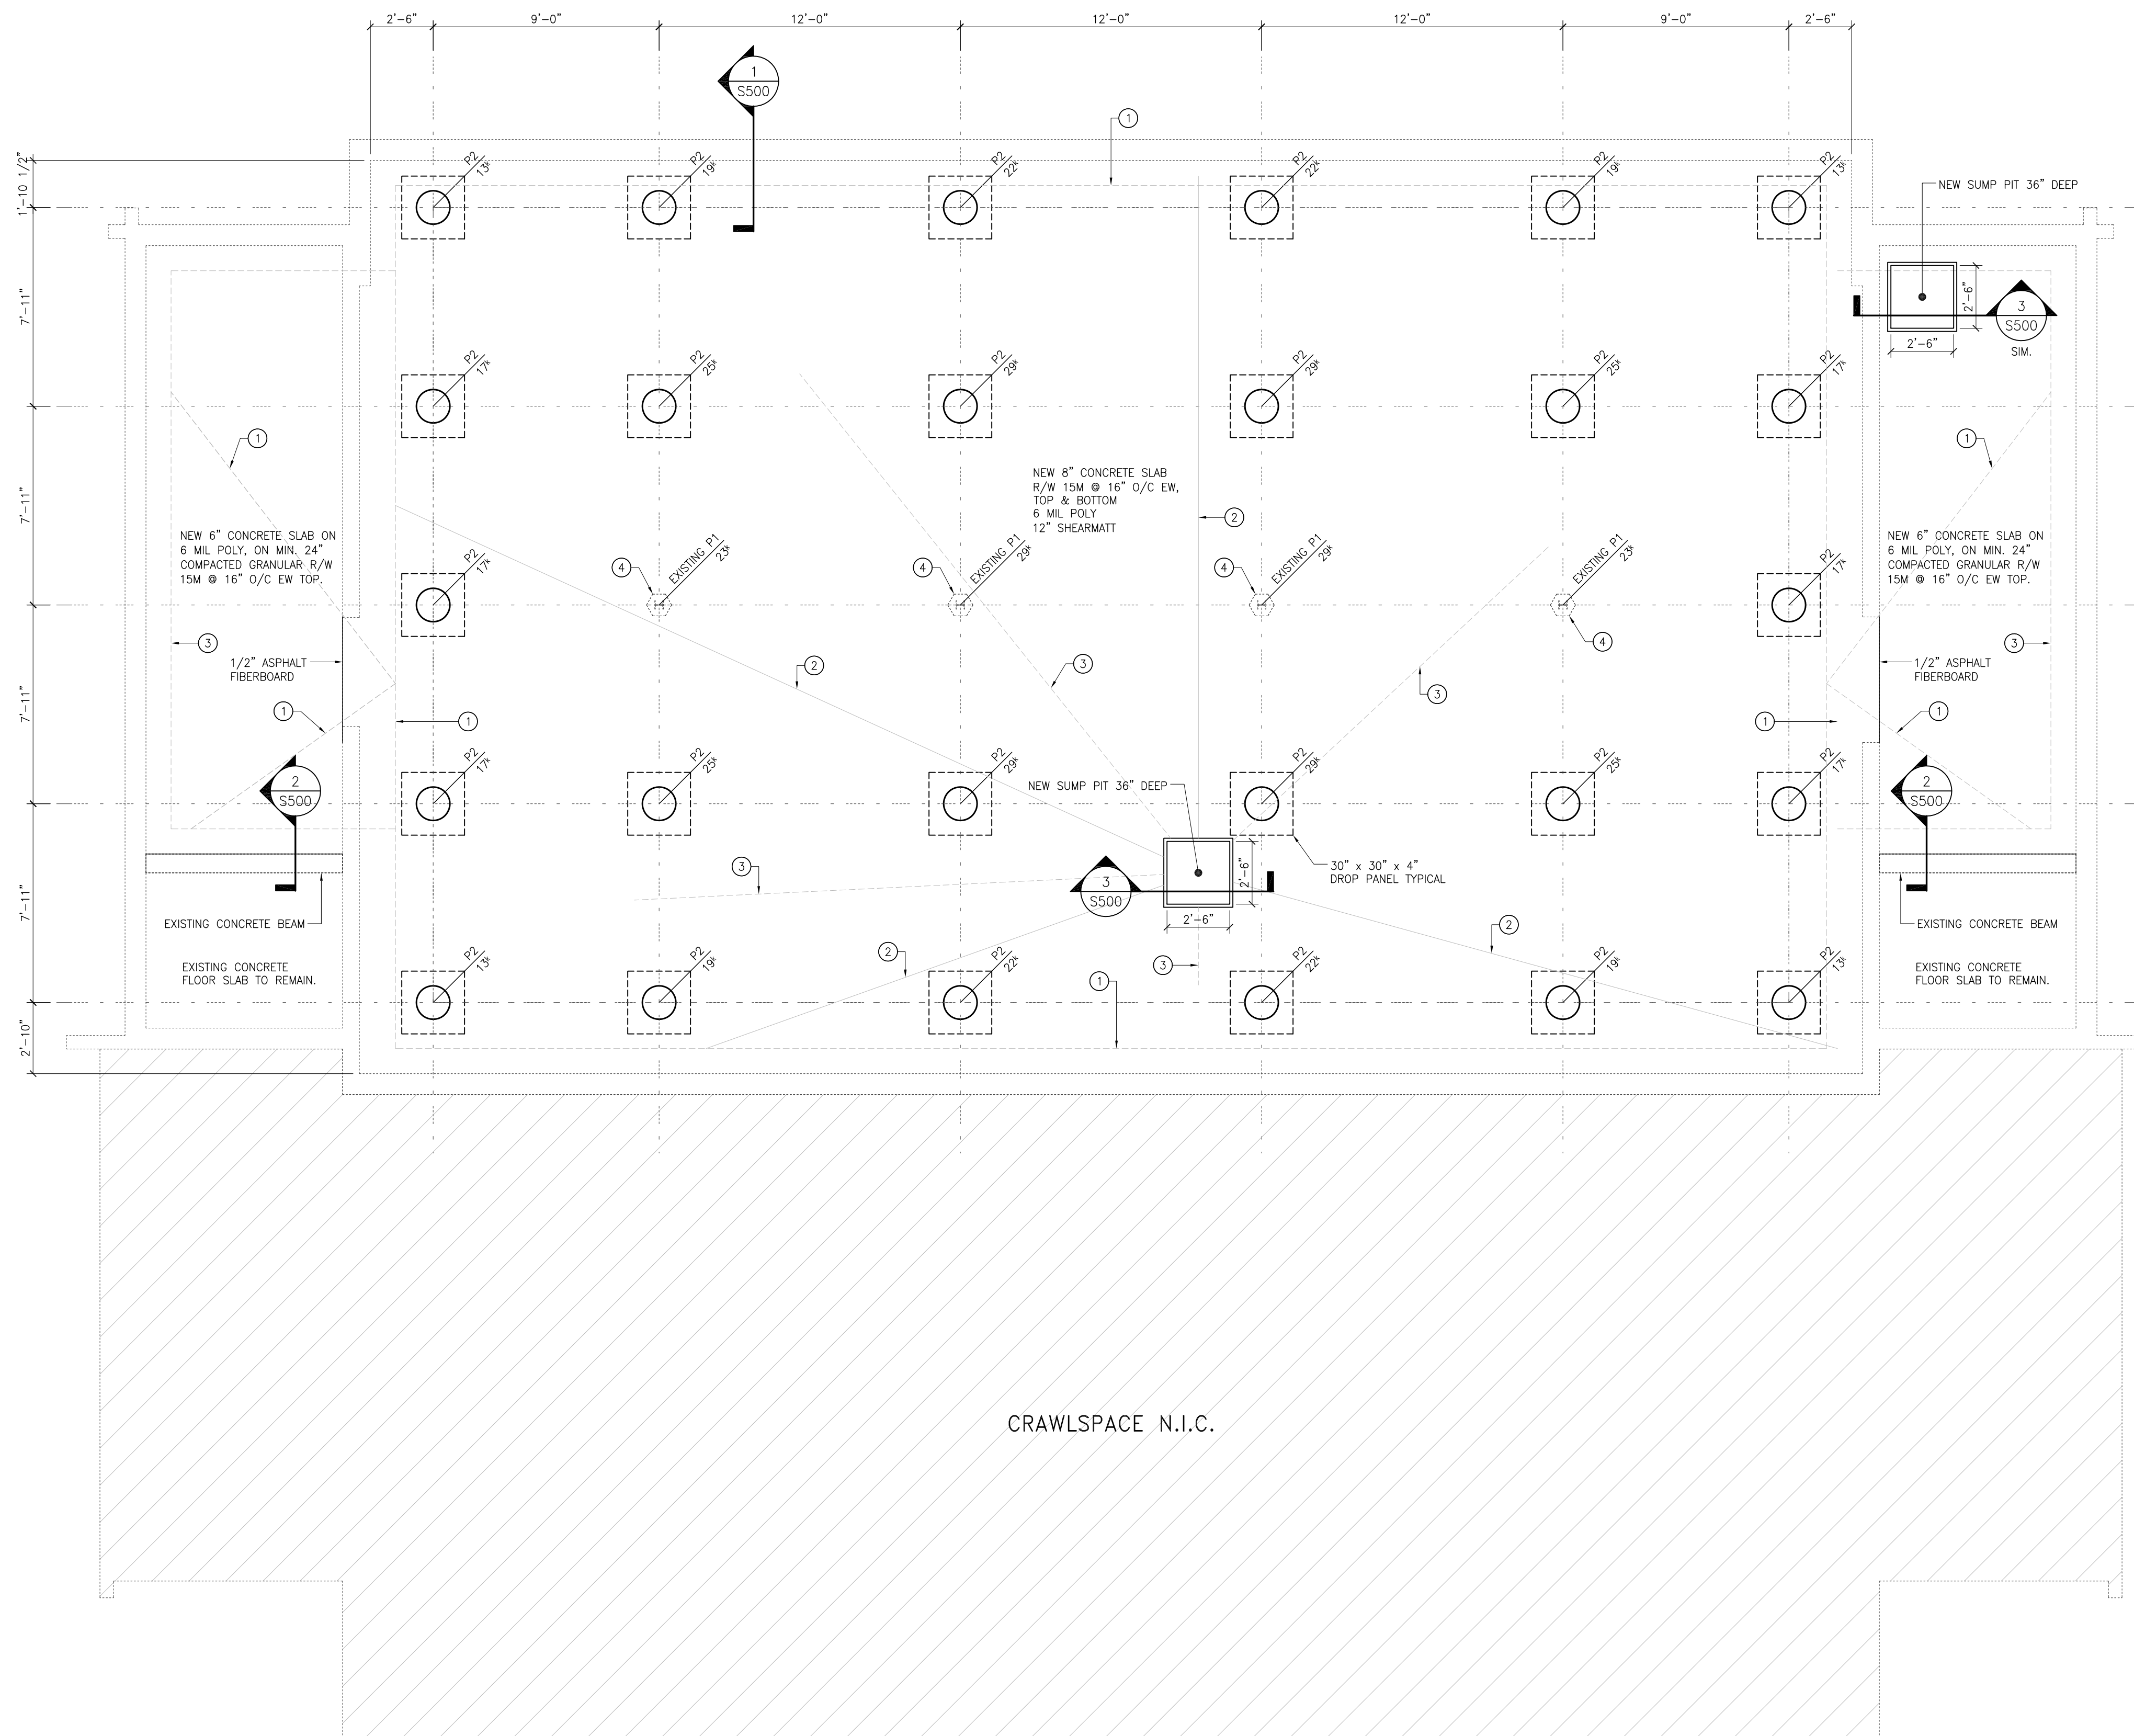 2'-6"
9'-0"
12'-0"
12'-0"
12'-0"
9'-0"
2'-6"
1
S500
1
1'-10 1/2"
P2
13k
P2
19k
P2
22k
P2
22k
P2
19k
P2
13k
NEW SUMP PIT 36" DEEP
7'-11"
2'-6"
3
S500
2'-6"
SIM.
P2
17k
P2
25k
P2
29k
P2
29k
P2
25k
P2
17k
1
1
NEW 8" CONCRETE SLAB
R/W 15M @ 16" O/C EW,
TOP & BOTTOM
6 MIL POLY
12" SHEARMATT
2
7'-11"
NEW 6" CONCRETE SLAB ON
6 MIL POLY, ON MIN. 24"
COMPACTED GRANULAR R/W
15M @ 16" O/C EW TOP.
NEW 6" CONCRETE SLAB ON
6 MIL POLY, ON MIN. 24"
COMPACTED GRANULAR R/W
15M @ 16" O/C EW TOP.
P2
17k
4
EXISTING P1
23k
4
EXISTING P1
29k
4
EXISTING P1
29k
EXISTING P1
23k
4
P2
17k
3
3
1/2" ASPHALT
FIBERBOARD
2
3
3
1/2" ASPHALT
FIBERBOARD
7'-11"
1
1
1
1
2
S500
P2
17k
P2
25k
P2
29k
P2
29k
P2
25k
P2
17k
2
S500
NEW SUMP PIT 36" DEEP
3
3
S500
2'-6"
2'-6"
30" x 30" x 4"
DROP PANEL TYPICAL
7'-11"
EXISTING CONCRETE BEAM
EXISTING CONCRETE BEAM
2
2
EXISTING CONCRETE
FLOOR SLAB TO REMAIN.
3
1
EXISTING CONCRETE
FLOOR SLAB TO REMAIN.
P2
13k
P2
19k
P2
22k
P2
22k
P2
19k
P2
13k
2'-10"
CRAWLSPACE N.I.C.